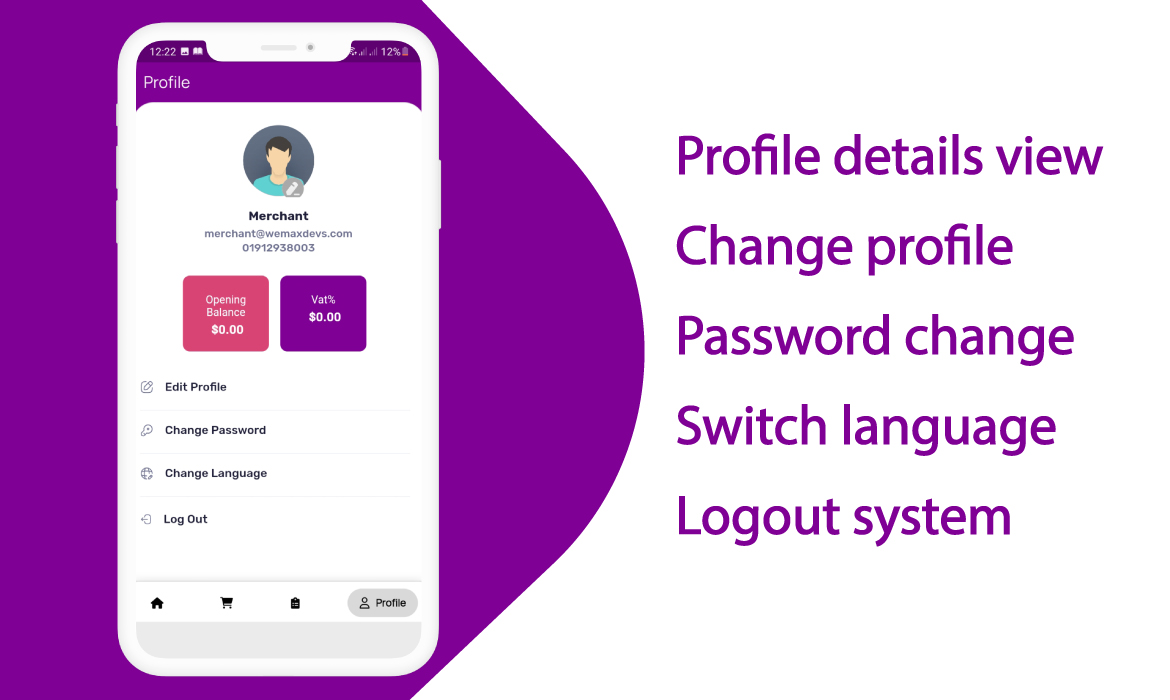 12:22 12%
Profile
Merchant
merchant@wemaxdevs.com
01912938003
Opening
Balance
$0.00
Vat%
$0.00
Edit Profile
Change Password
Change Language
Log Out
Profile
Profile details view
Change profile
Password change
Switch language
Logout system